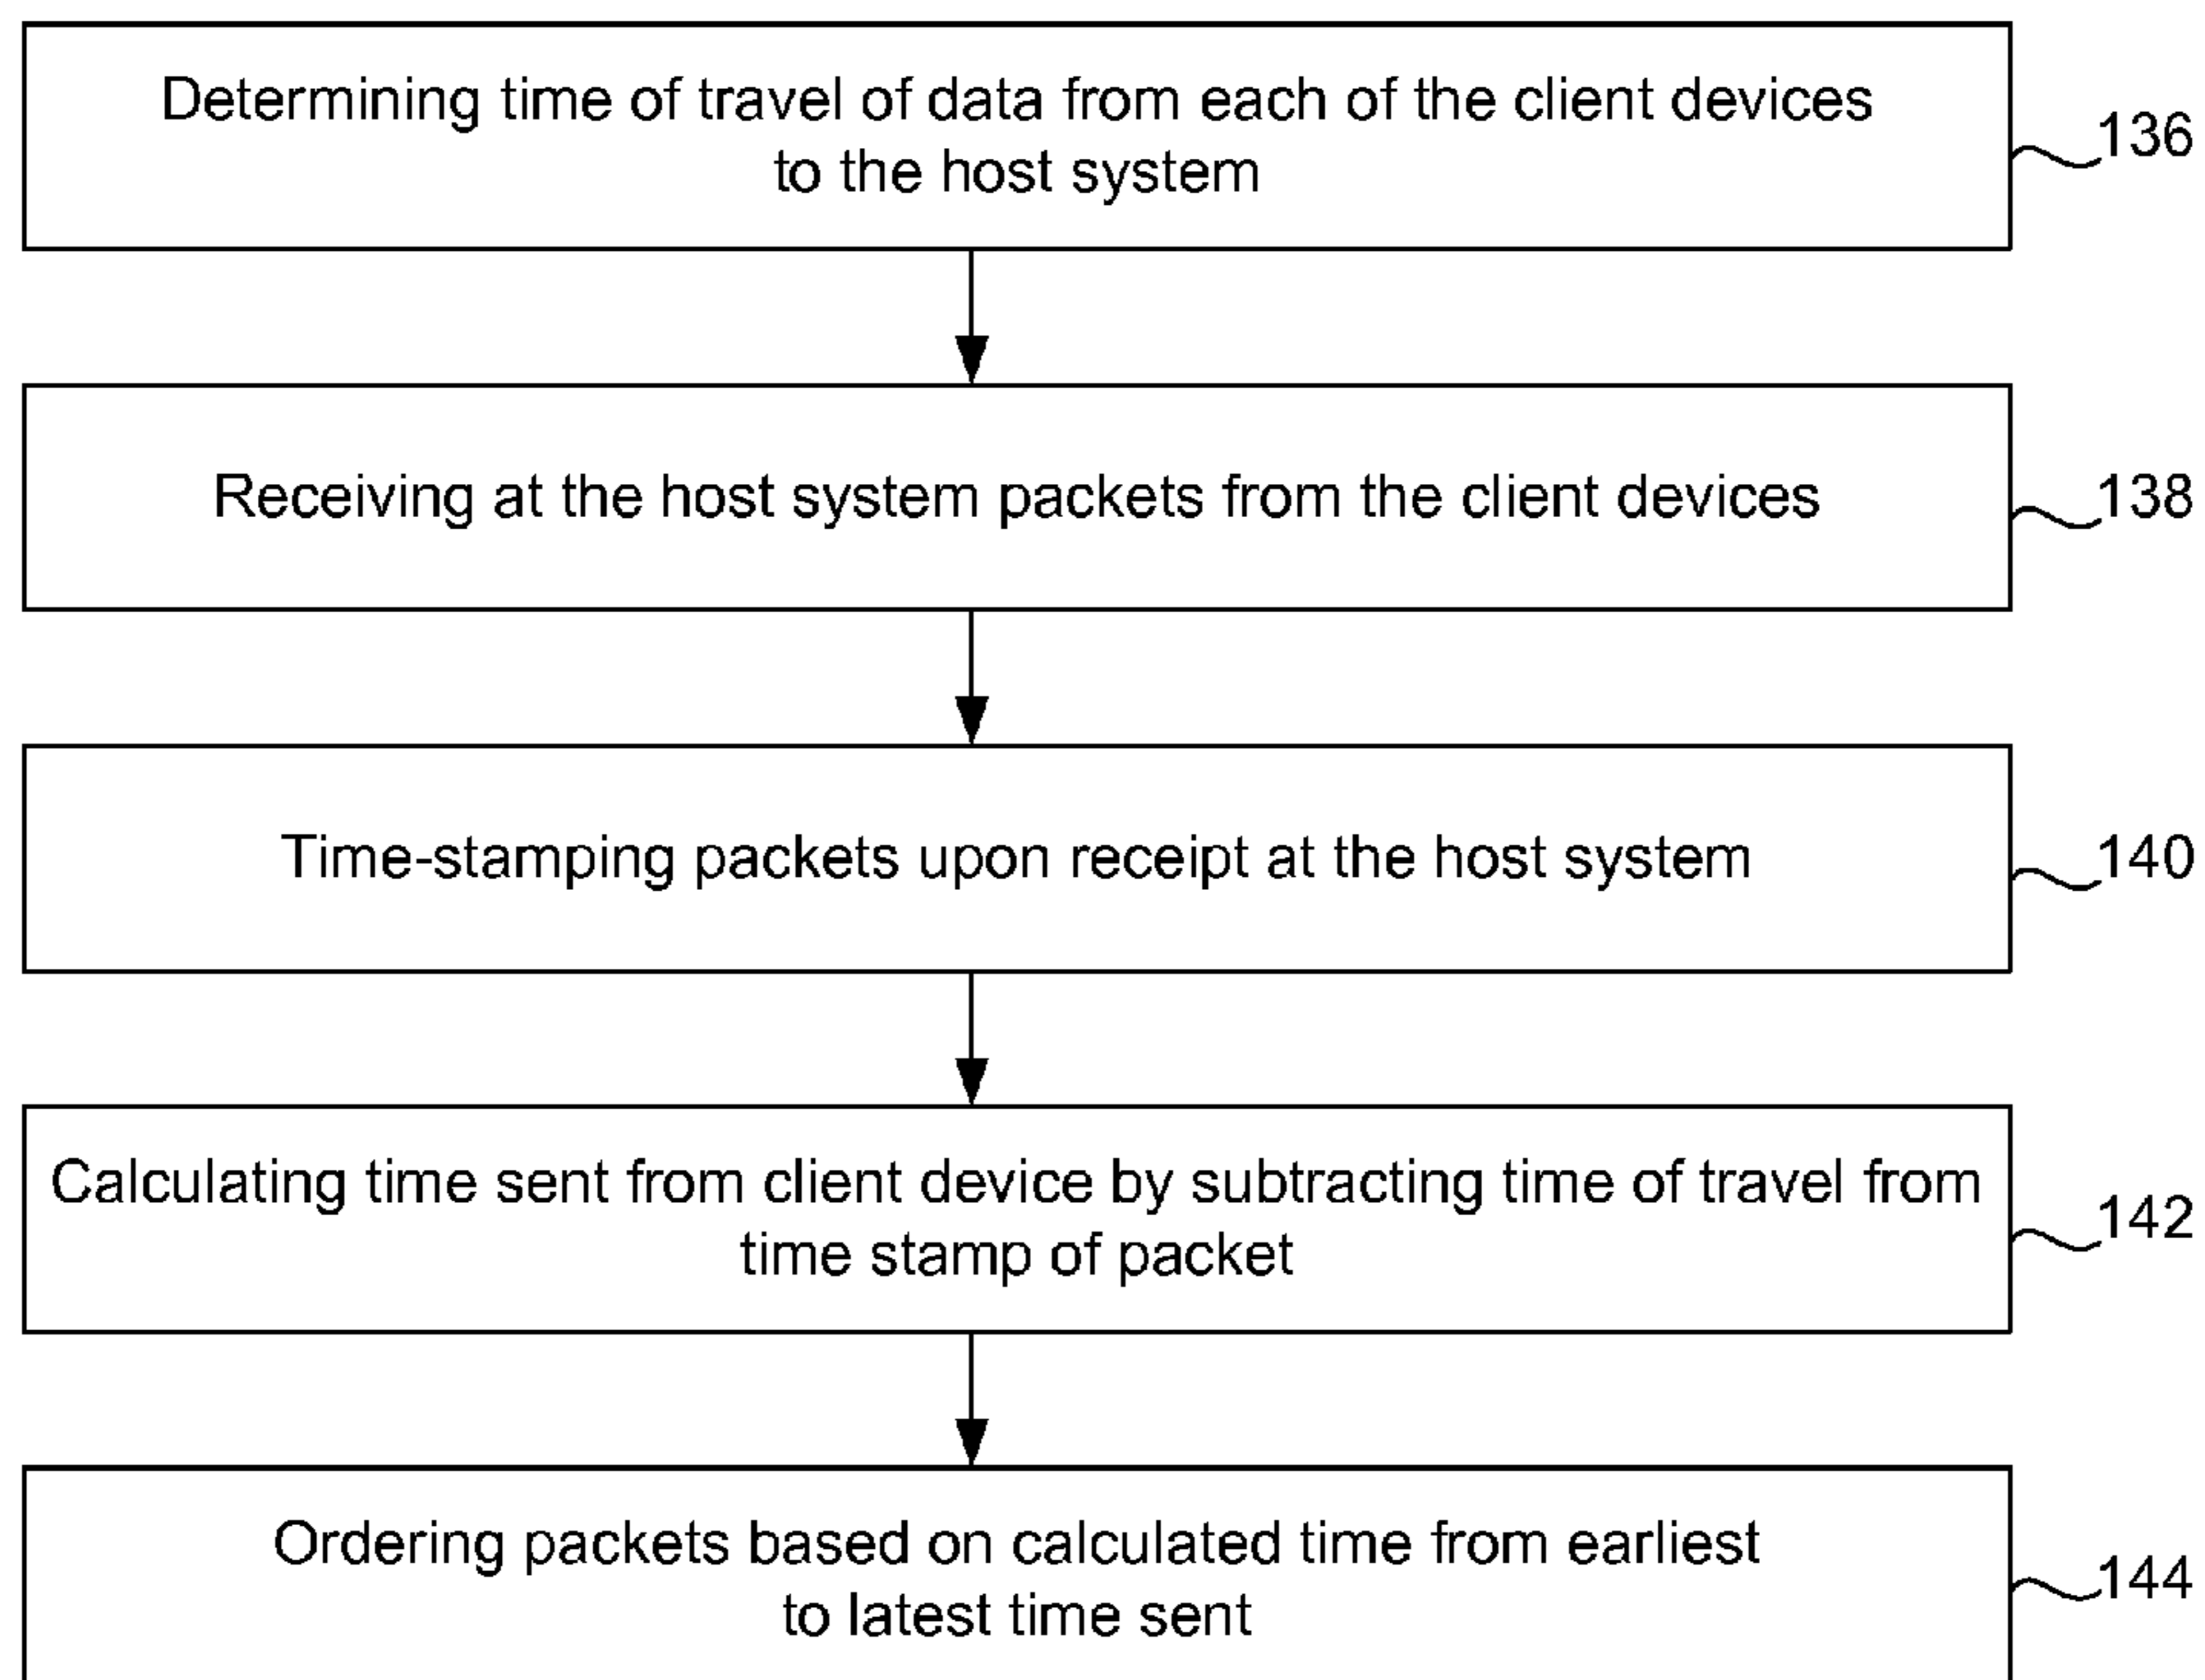 Determining time of travel of data from each of the client devices
to the host system
136
Receiving at the host system packets from the client devices
138
Time-stamping packets upon receipt at the host system
140
Calculating time sent from client device by subtracting time of travel from
time stamp of packet
142
Ordering packets based on calculated time from earliest
to latest time sent
144